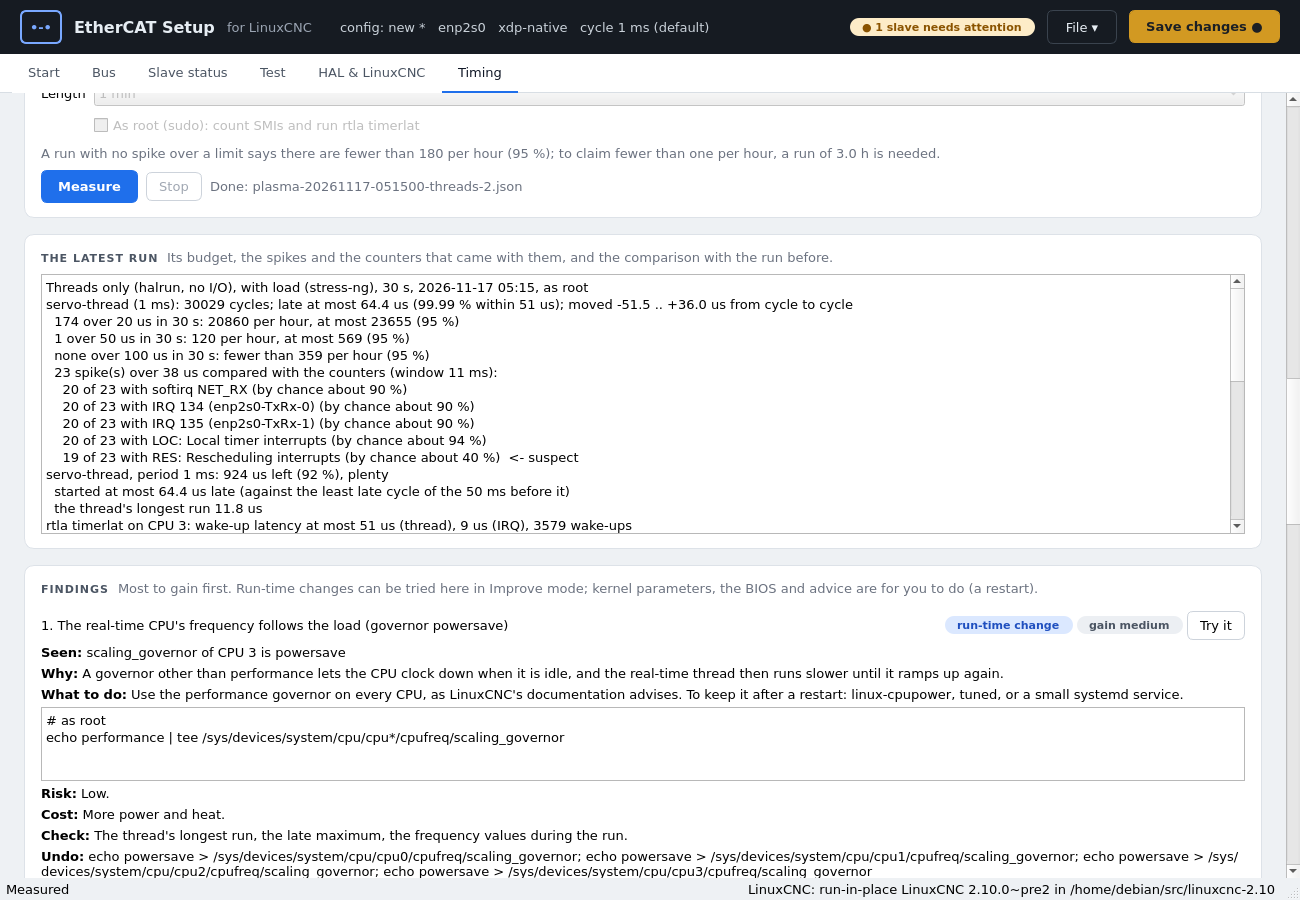 EtherCAT Setup for LinuxCNC config: new * enp2s0 xdp-native cycle 1 ms (default) ● 1 slave needs attention File ▾ Save changes ●
Start Bus Slave status Test HAL & LinuxCNC Timing
Length 1 min
As root (sudo): count SMIs and run rtla timerlat
A run with no spike over a limit says there are fewer than 180 per hour (95 %); to claim fewer than one per hour, a run of 3.0 h is needed.
Measure Stop Done: plasma-20261117-051500-threads-2.json
THE LATEST RUN Its budget, the spikes and the counters that came with them, and the comparison with the run before.
Threads only (halrun, no I/O), with load (stress-ng), 30 s, 2026-11-17 05:15, as root
servo-thread (1 ms): 30029 cycles; late at most 64.4 us (99.99 % within 51 us); moved -51.5 .. +36.0 us from cycle to cycle
174 over 20 us in 30 s: 20860 per hour, at most 23655 (95 %)
1 over 50 us in 30 s: 120 per hour, at most 569 (95 %)
none over 100 us in 30 s: fewer than 359 per hour (95 %)
23 spike(s) over 38 us compared with the counters (window 11 ms):
20 of 23 with softirq NET_RX (by chance about 90 %)
20 of 23 with IRQ 134 (enp2s0-TxRx-0) (by chance about 90 %)
20 of 23 with IRQ 135 (enp2s0-TxRx-1) (by chance about 90 %)
20 of 23 with LOC: Local timer interrupts (by chance about 94 %)
19 of 23 with RES: Rescheduling interrupts (by chance about 40 %) <- suspect
servo-thread, period 1 ms: 924 us left (92 %), plenty
started at most 64.4 us late (against the least late cycle of the 50 ms before it)
the thread's longest run 11.8 us
rtla timerlat on CPU 3: wake-up latency at most 51 us (thread), 9 us (IRQ), 3579 wake-ups
FINDINGS Most to gain first. Run-time changes can be tried here in Improve mode; kernel parameters, the BIOS and advice are for you to do (a restart).
1. The real-time CPU's frequency follows the load (governor powersave) run-time change gain medium Try it
Seen: scaling_governor of CPU 3 is powersave
Why: A governor other than performance lets the CPU clock down when it is idle, and the real-time thread then runs slower until it ramps up again.
What to do: Use the performance governor on every CPU, as LinuxCNC's documentation advises. To keep it after a restart: linux-cpupower, tuned, or a small systemd service.
# as root
echo performance | tee /sys/devices/system/cpu/cpu*/cpufreq/scaling_governor
Risk: Low.
Cost: More power and heat.
Check: The thread's longest run, the late maximum, the frequency values during the run.
Undo: echo powersave > /sys/devices/system/cpu/cpu0/cpufreq/scaling_governor; echo powersave > /sys/devices/system/cpu/cpu1/cpufreq/scaling_governor; echo powersave > /sys/
devices/system/cpu/cpu2/cpufreq/scaling_governor; echo powersave > /sys/devices/system/cpu/cpu3/cpufreq/scaling_governor
Measured LinuxCNC: run-in-place LinuxCNC 2.10.0~pre2 in /home/debian/src/linuxcnc-2.10